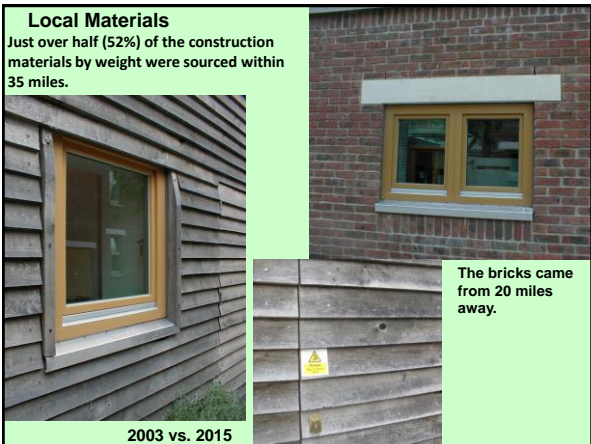 Local Materials
Just over half (52%) of the construction
materials by weight were sourced within
35 miles.
The bricks came
from 20 miles
away.
2003 vs. 2015